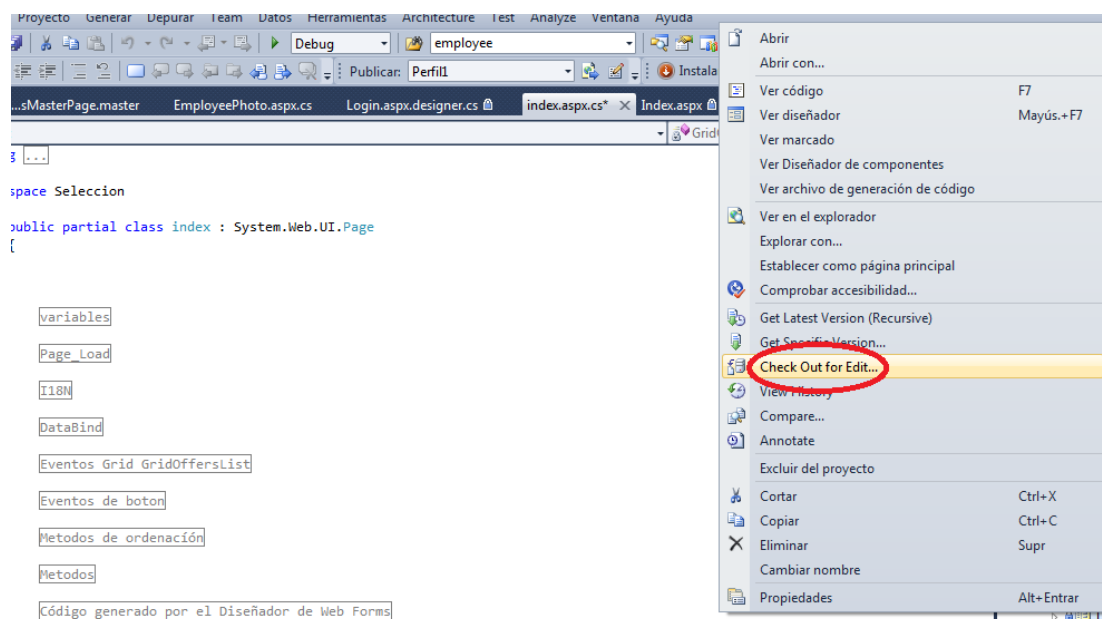 Proyecto Generar Depurar Team Datos Herramientas Architecture Test Analyze Ventana Ayuda
Debug employee
Publicar: Perfil1 Instala
...sMasterPage.master EmployeePhoto.aspx.cs Login.aspx.designer.cs index.aspx.cs* Index.aspx
Grid
...
space Seleccion
public partial class index : System.Web.UI.Page
{
variables
Page_Load
I18N
DataBind
Eventos Grid GridOffersList
Eventos de boton
Metodos de ordenacíón
Metodos
Código generado por el Diseñador de Web Forms
Abrir
Abrir con...
Ver código F7
Ver diseñador Mayús.+F7
Ver marcado
Ver Diseñador de componentes
Ver archivo de generación de código
Ver en el explorador
Explorar con...
Establecer como página principal
Comprobar accesibilidad...
Get Latest Version (Recursive)
Get Specific Version...
Check Out for Edit...
View History
Compare...
Annotate
Excluir del proyecto
Cortar Ctrl+X
Copiar Ctrl+C
Eliminar Supr
Cambiar nombre
Propiedades Alt+Entrar